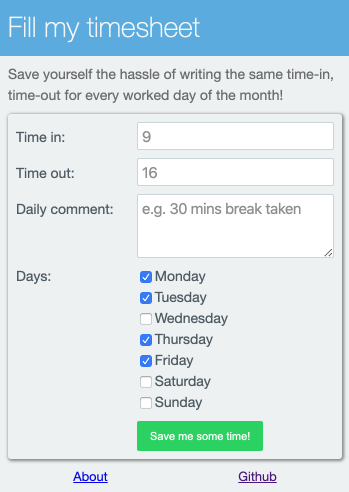 Fill my timesheet
Save yourself the hassle of writing the same time-in,
time-out for every worked day of the month!
Time in: 9
Time out: 16
Daily comment: e.g. 30 mins break taken
Days: Monday
Tuesday
Wednesday
Thursday
Friday
Saturday
Sunday
Save me some time!
About Github